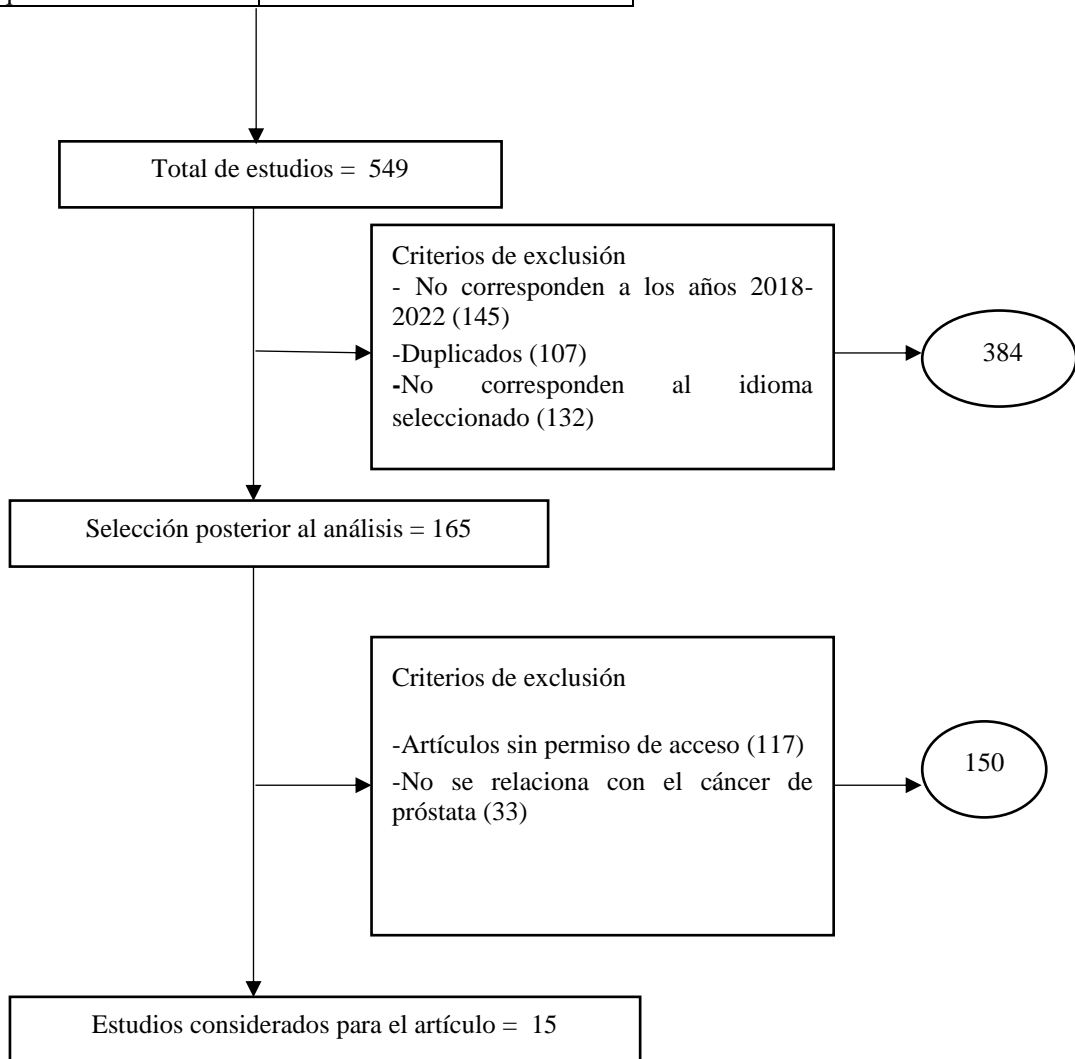 Total de estudios = 549
Criterios de exclusión
- No corresponden a los años 2018-
2022 (145)
-Duplicados (107)
-No corresponden al idioma
seleccionado (132)
384
Selección posterior al análisis = 165
Criterios de exclusión
-Artículos sin permiso de acceso (117)
-No se relaciona con el cáncer de
próstata (33)
150
Estudios considerados para el artículo = 15